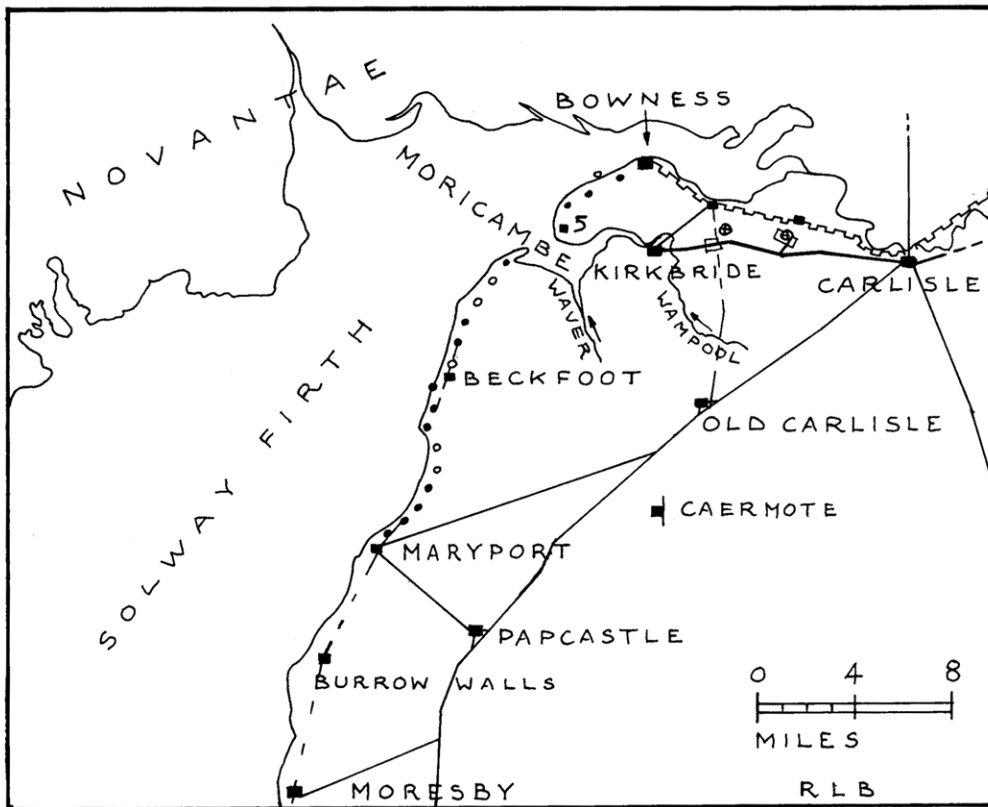 NOVANTAE
BOWNESS
MORICAMBE
5
KIRKBRIDE
CARLISLE
WAVER
WAMPOOL
BECKFOOT
OLD CARLISLE
SOLWAY FIRTH
CAERMOTE
MARYPORT
PAPCASTLE
BURROW WALLS
0 4 8
MILES
MORESBY
RLB